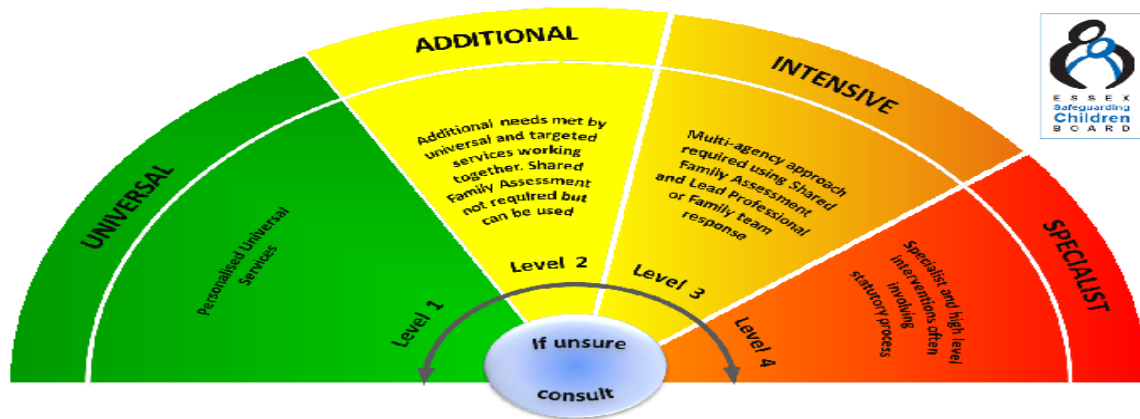 UNIVERSAL
Personalised Universal
Services
Level 1
ADDITIONAL
Additional needs met by
universal and targeted
services working
together. Shared
Family Assessment
not required but
can be used
Level 2
INTENSIVE
Multi-agency approach
required using Shared
Family Assessment
and Lead Professional
or Family team
response
Level 3
SPECIALIST
Specialist and high level
interventions often
involving
statutory process
Level 4
If unsure
consult
ESSEX
Safeguarding
Children
BOARD